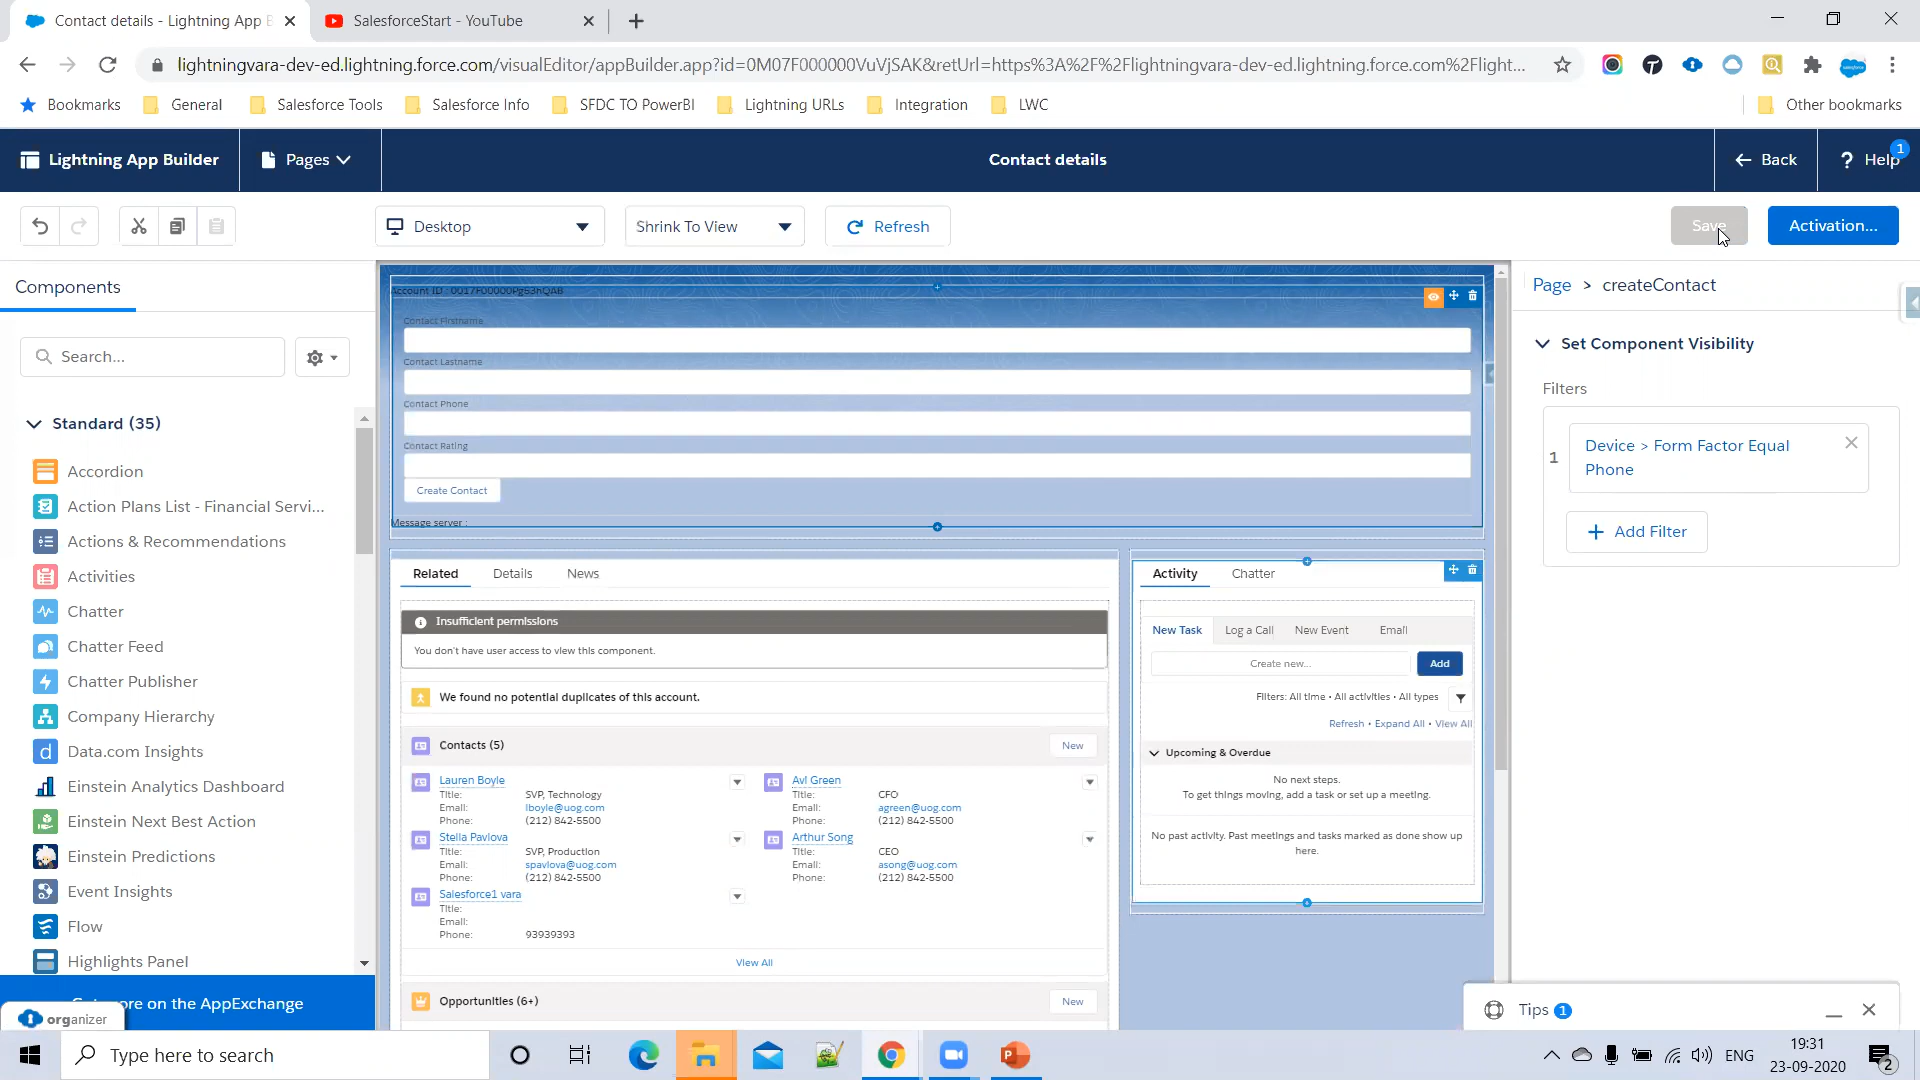 Contact details - Lightning App B
SalesforceStart - YouTube
lightningvara-dev-ed.lightning.force.com/visualEditor/appBuilder.app?id=0M07F000000VuVjSAK&retUrl=https%3A%2F%2Flightningvara-dev-ed.lightning.force.com%2Flight...
Bookmarks General Salesforce Tools Salesforce Info SFDC TO PowerBI Lightning URLs Integration LWC Other bookmarks
Lightning App Builder Pages Contact details Back ? Help 1
Desktop Shrink To View Refresh Save Activation...
Components
Search...
Standard (35)
Accordion
Action Plans List - Financial Servi...
Actions & Recommendations
Activities
Chatter
Chatter Feed
Chatter Publisher
Company Hierarchy
Data.com Insights
Einstein Analytics Dashboard
Einstein Next Best Action
Einstein Predictions
Event Insights
Flow
Highlights Panel
ore on the AppExchange
organizer
Account ID : 0017F00000Pg53hQAB
Contact Firstname
Contact Lastname
Contact Phone
Contact Rating
Create Contact
Message server :
Related Details News
Insufficient permissions
You don't have user access to view this component.
We found no potential duplicates of this account.
Contacts (5) New
Lauren Boyle
Title: SVP, Technology
Email: lboyle@uog.com
Phone: (212) 842-5500
Avi Green
Title: CFO
Email: agreen@uog.com
Phone: (212) 842-5500
Stella Pavlova
Title: SVP, Production
Email: spavlova@uog.com
Phone: (212) 842-5500
Arthur Song
Title: CEO
Email: asong@uog.com
Phone: (212) 842-5500
Salesforce1 vara
Title:
Email:
Phone: 93939393
View All
Opportunities (6+) New
Activity Chatter
New Task Log a Call New Event Email
Create new... Add
Filters: All time • All activities • All types
Refresh • Expand All • View All
Upcoming & Overdue
No next steps.
To get things moving, add a task or set up a meeting.
No past activity. Past meetings and tasks marked as done show up
here.
Page > createContact
Set Component Visibility
Filters
1 Device > Form Factor Equal
Phone
+ Add Filter
Tips 1
Type here to search
ENG
19:31
23-09-2020
2